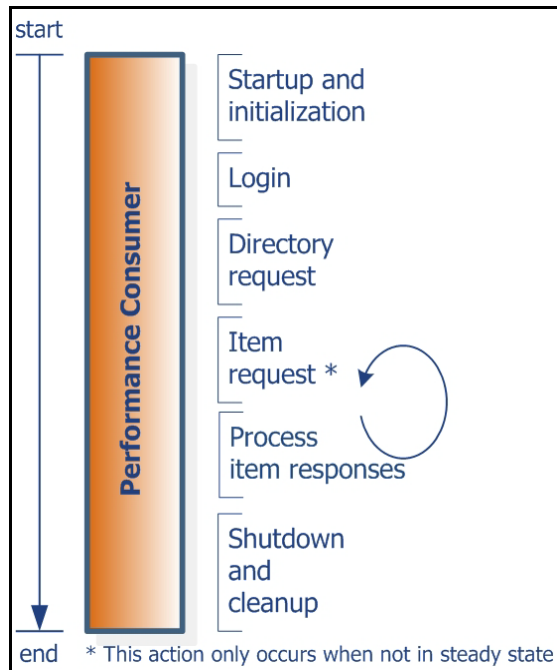 start
Startup and
initialization
Login
Directory
request
Performance Consumer
Item
request *
Process
item responses
Shutdown
and
cleanup
end
* This action only occurs when not in steady state